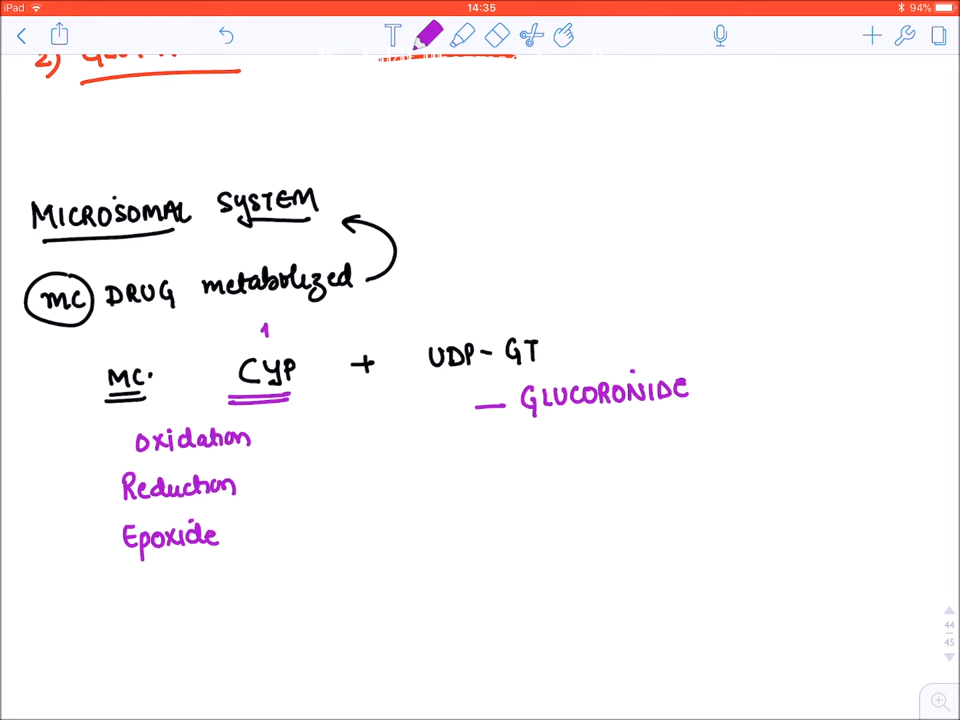 iPad 14:35 94%
T
2)
MICROSOMAL SYSTEM
MC DRUG metabolized
1
MC. CYP + UDP- GT
— GLUCORONIDE
Oxidation
Reduction
Epoxide
44
45